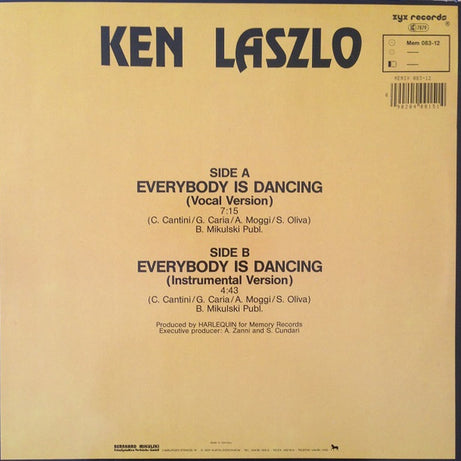 KEN LASZLO
zyx records ®
Mem 083-12
SIDE A
EVERYBODY IS DANCING
(Vocal Version)
7:15
(C. Cantini/G. Caria/A. Moggi/S. Oliva)
B. Mikulski Publ.
SIDE B
EVERYBODY IS DANCING
(Instrumental Version)
4:43
(C. Cantini/G. Caria/A. Moggi/S. Oliva)
B. Mikulski Publ.
Produced by HARLEQUIN for Memory Records
Executive producer: A. Zanni and S. Cundari
BERNHARD MIKULSKI